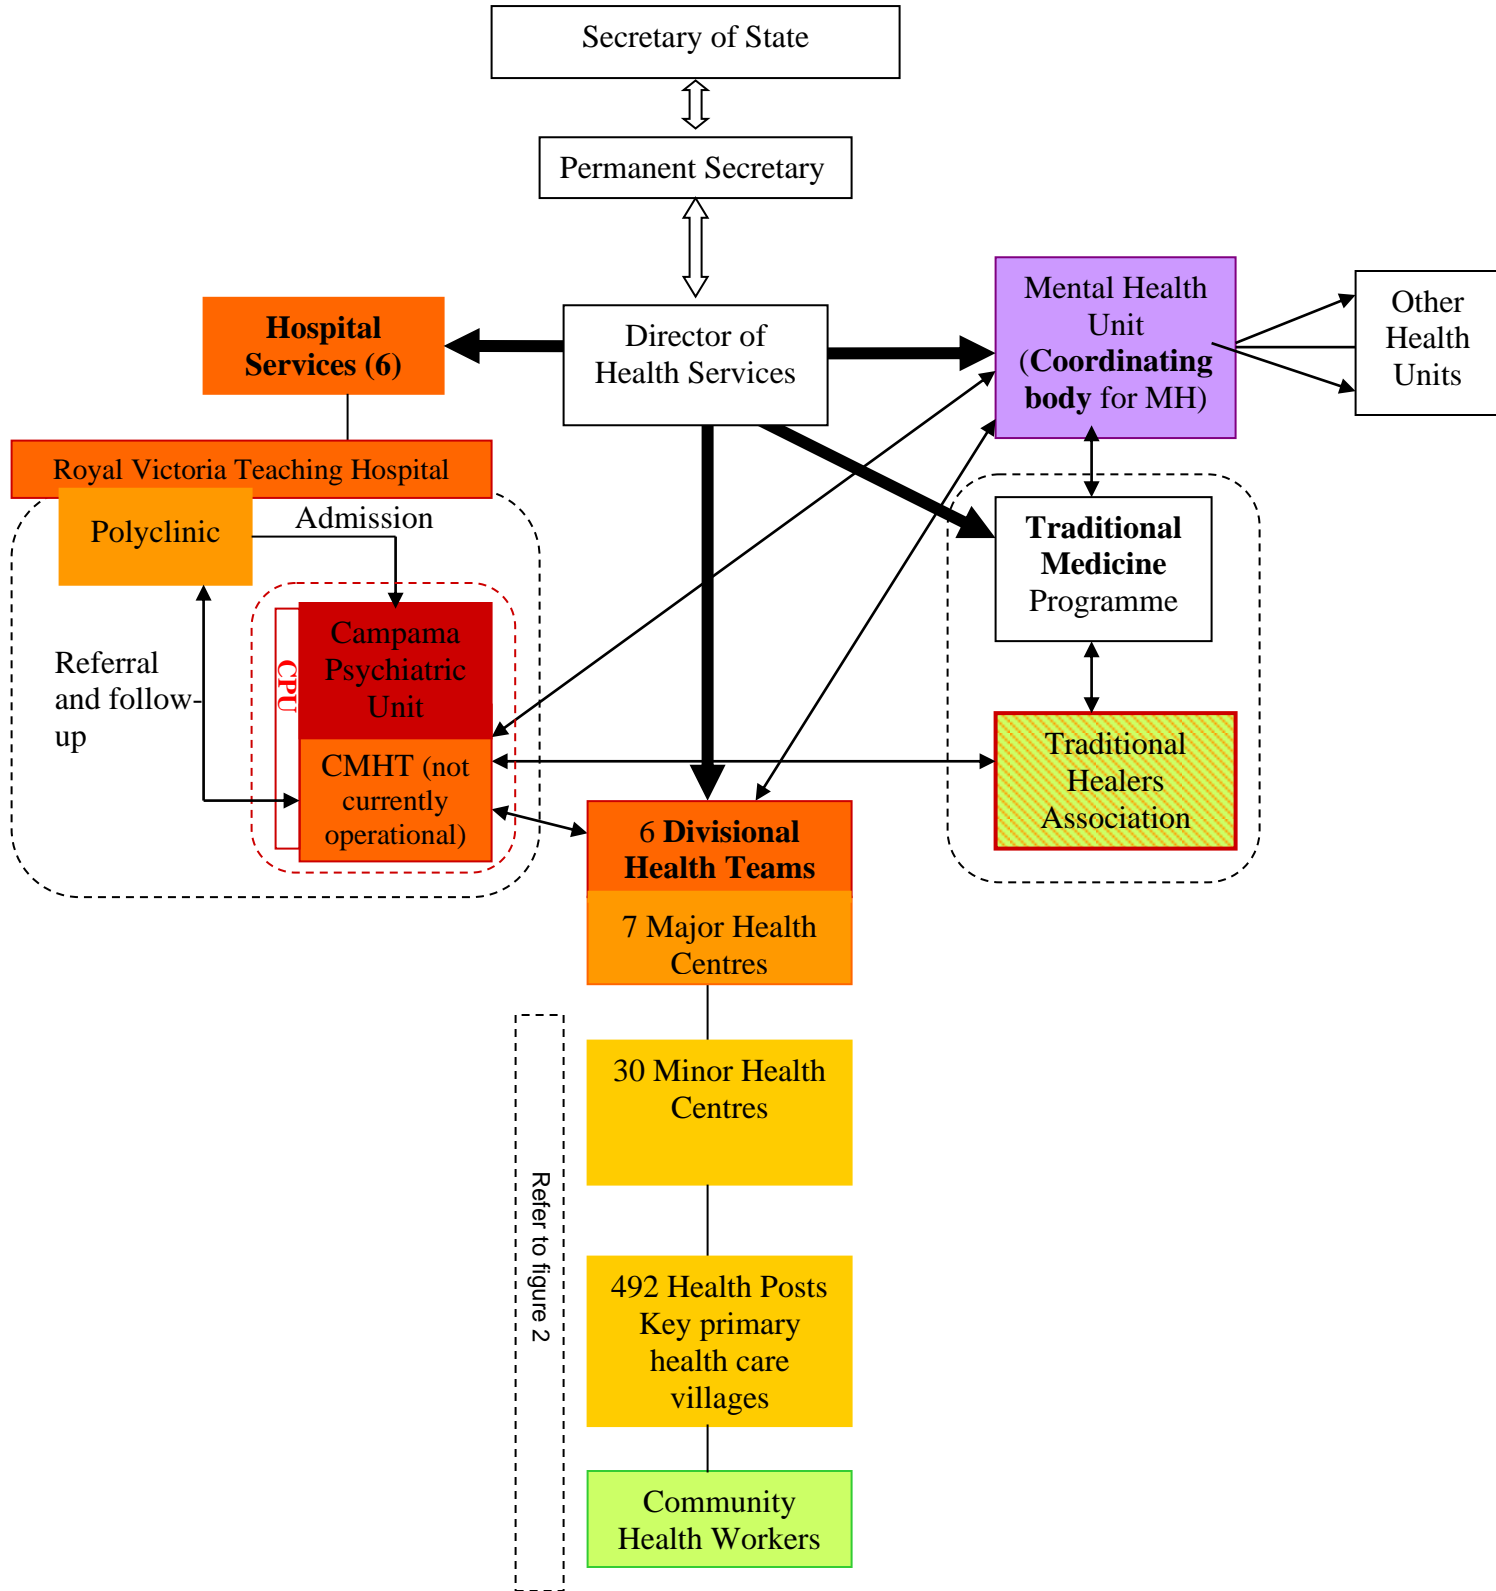 Secretary of State
Permanent Secretary
Mental Health
Unit
(Coordinating
body for MH)
Other
Health
Units
Hospital
Services (6)
Director of
Health Services
Royal Victoria Teaching Hospital
Polyclinic
Admission
Traditional
Medicine
Programme
Referral
and follow-
up
CPU
Campama
Psychiatric
Unit
CMHT (not
currently
operational)
Traditional
Healers
Association
6 Divisional
Health Teams
7 Major Health
Centres
30 Minor Health
Centres
Refer to figure 2
492 Health Posts
Key primary
health care
villages
Community
Health Workers